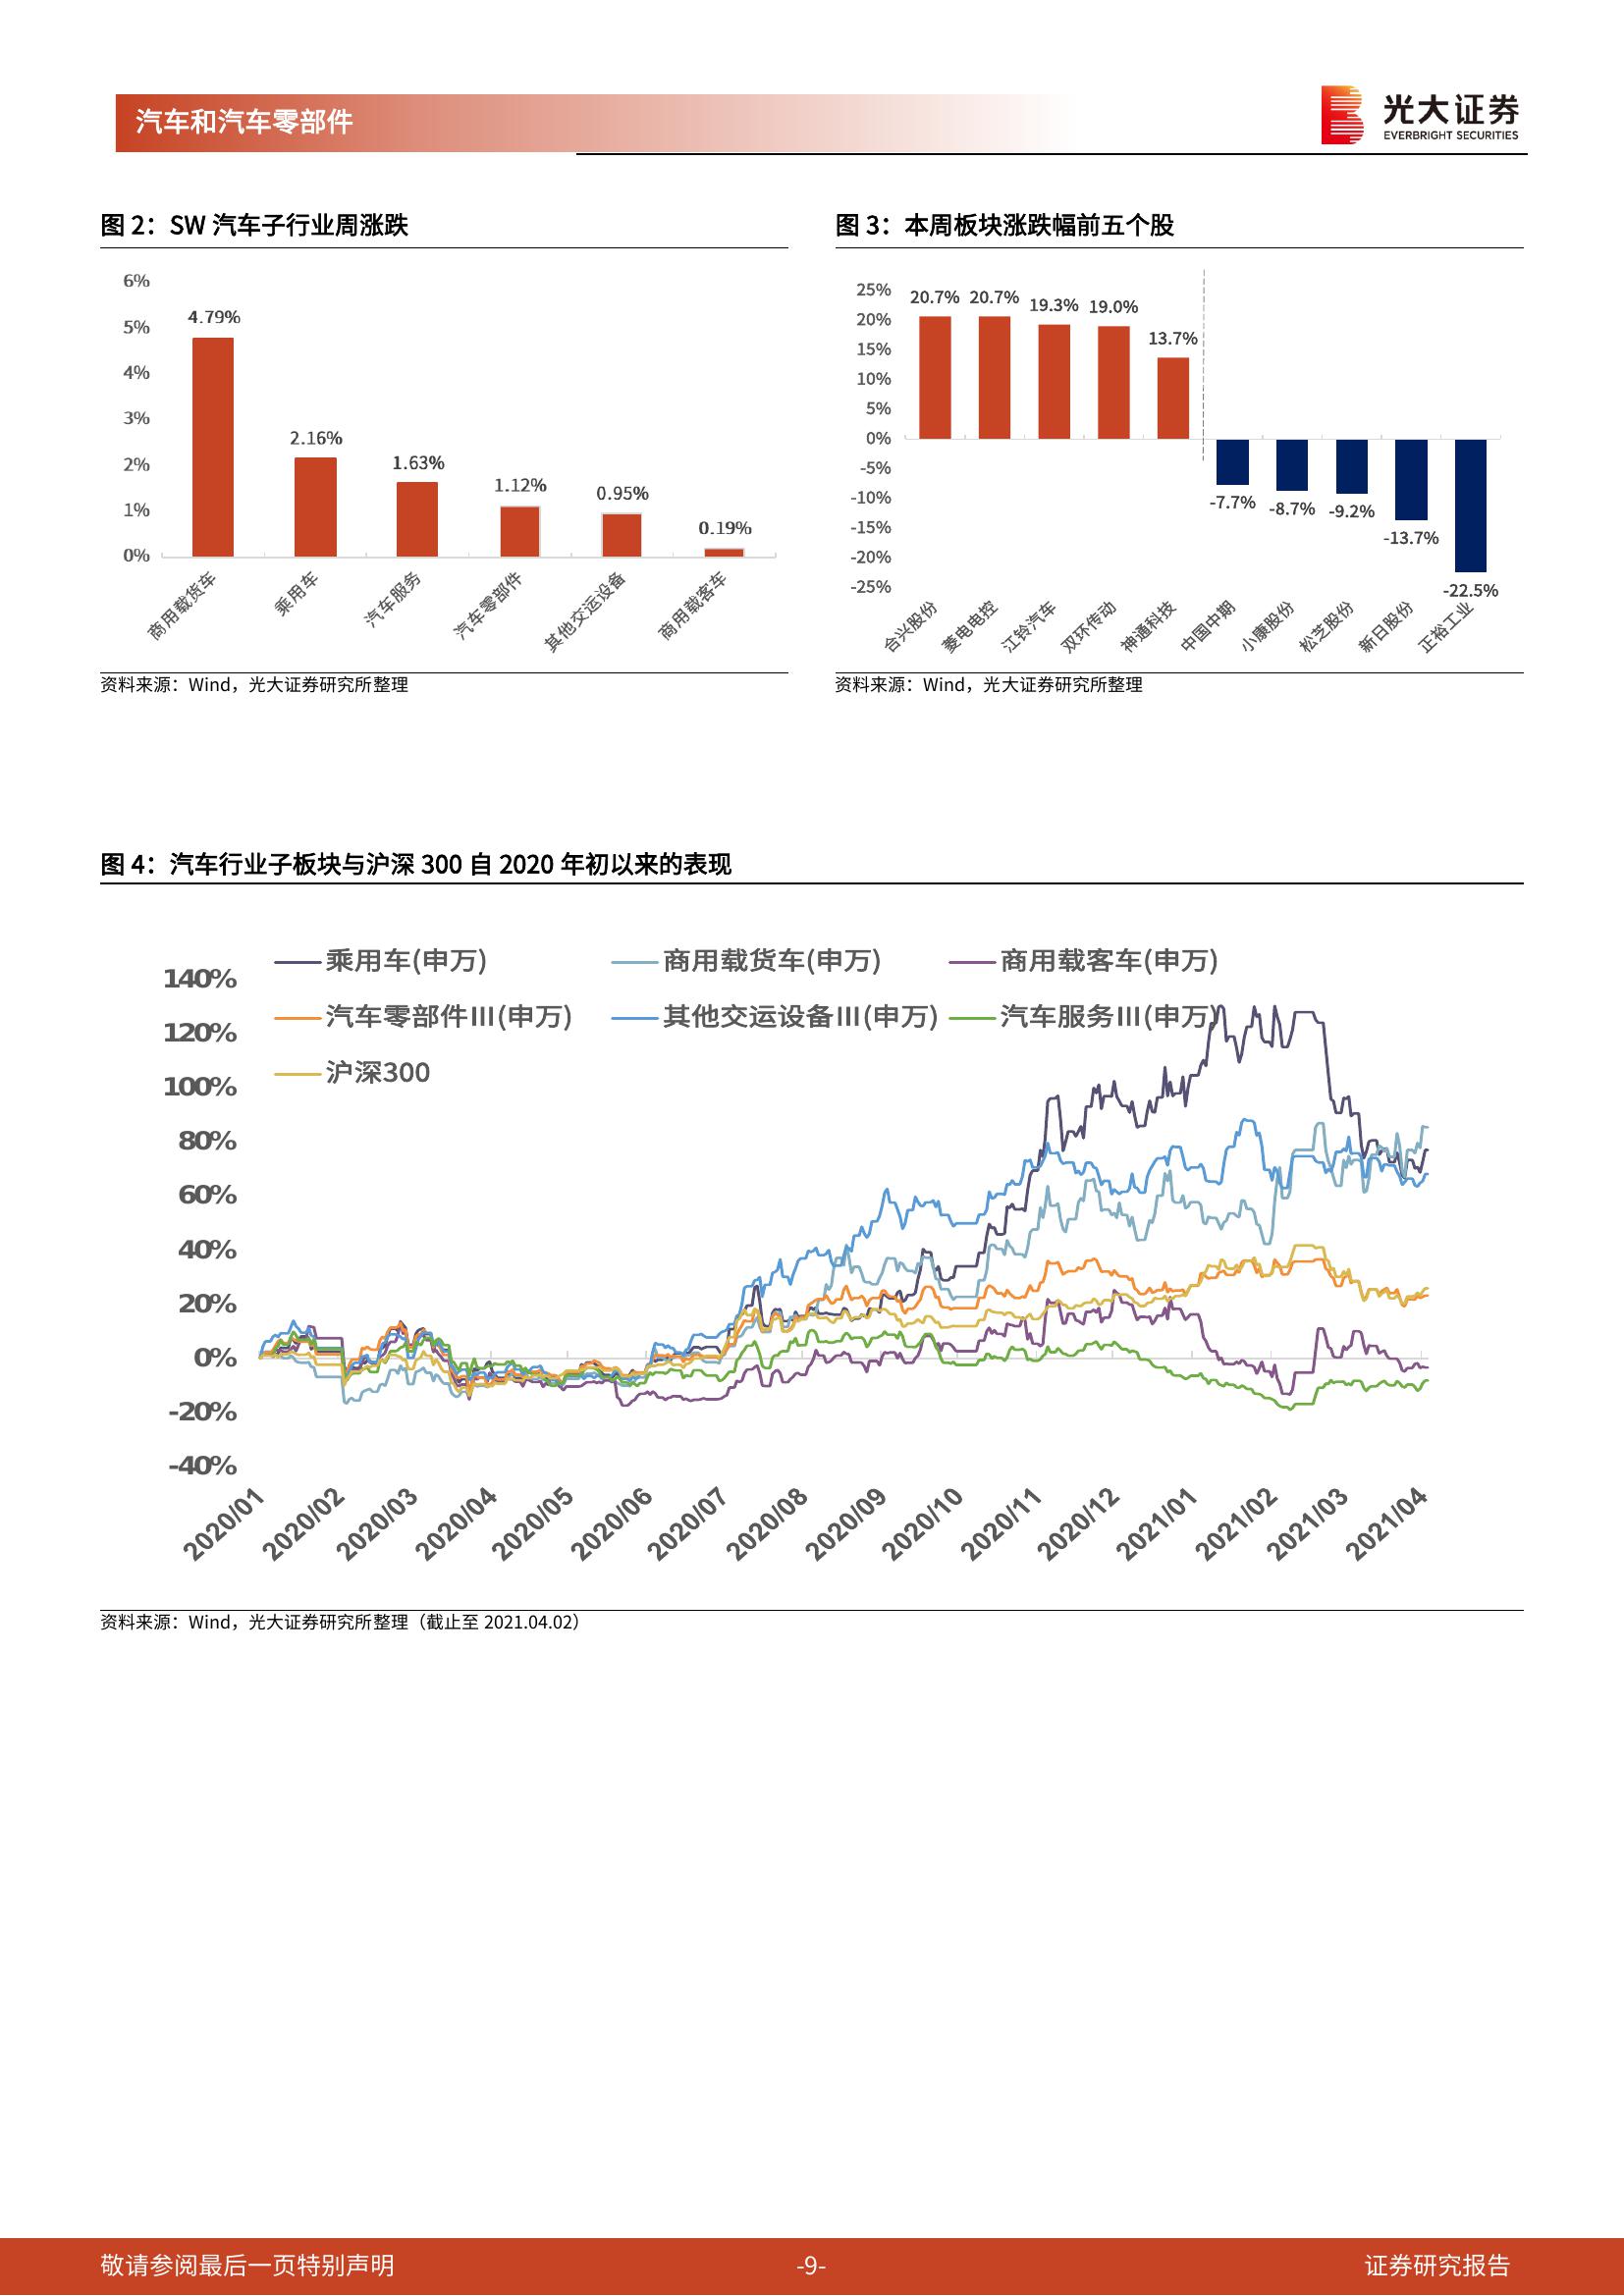 汽车和汽车零部件
光大证券
EVERBRIGHT SECURITIES
图 2：SW 汽车子行业周涨跌
6%
5%
4%
3%
2%
1%
0%
4.79%
2.16%
1.63%
1.12%
0.95%
0.19%
商用载货车
乘用车
汽车服务
汽车零部件
其他交运设备
商用载客车
资料来源：Wind，光大证券研究所整理
图 3：本周板块涨跌幅前五个股
25%
20%
15%
10%
5%
0%
-5%
-10%
-15%
-20%
-25%
20.7%
20.7%
19.3%
19.0%
13.7%
-7.7%
-8.7%
-9.2%
-13.7%
-22.5%
合兴股份
菱电电控
江铃汽车
双环传动
神通科技
中国中期
小康股份
松芝股份
新日股份
正裕工业
资料来源：Wind，光大证券研究所整理
图 4：汽车行业子板块与沪深 300 自 2020 年初以来的表现
乘用车(申万)
商用载货车(申万)
商用载客车(申万)
汽车零部件III(申万)
其他交运设备III(申万)
汽车服务III(申万)
沪深300
140%
120%
100%
80%
60%
40%
20%
0%
-20%
-40%
2020/01
2020/02
2020/03
2020/04
2020/05
2020/06
2020/07
2020/08
2020/09
2020/10
2020/11
2020/12
2021/01
2021/02
2021/03
2021/04
资料来源：Wind，光大证券研究所整理（截止至 2021.04.02）
敬请参阅最后一页特别声明
-9-
证券研究报告